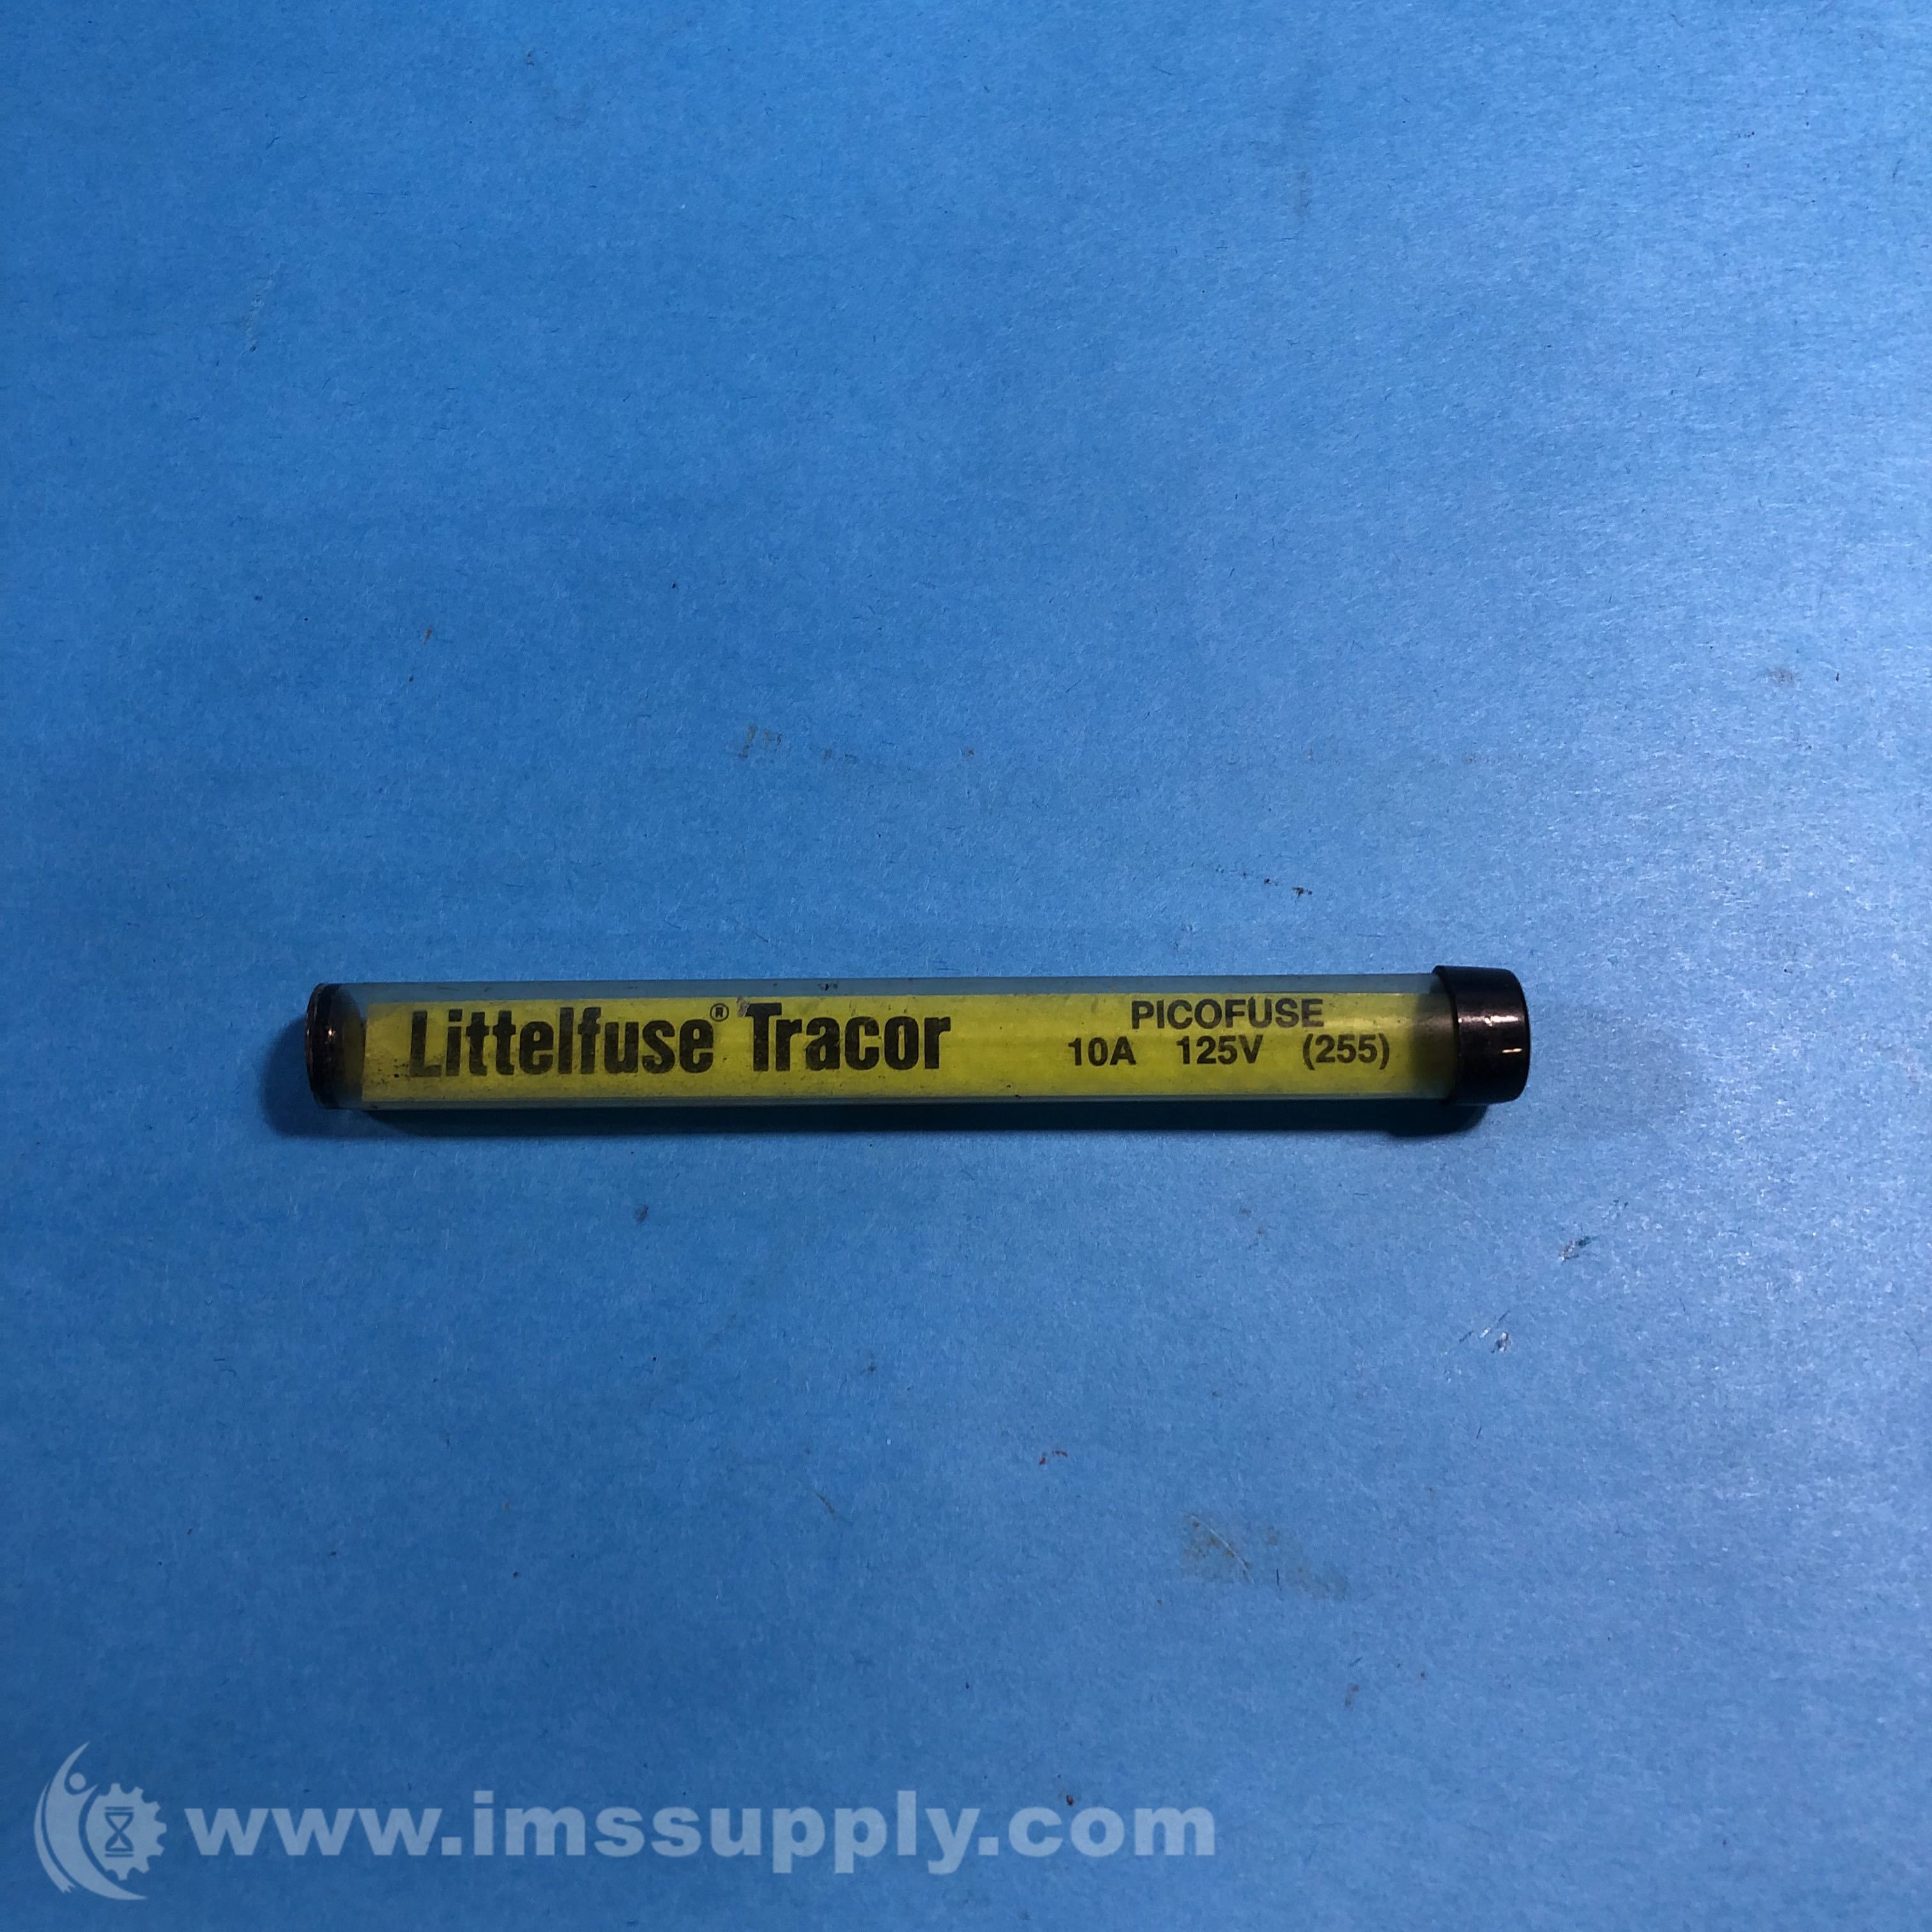 Littelfuse® Tracor
PICOFUSE
10A 125V (255)
www.imssupply.com